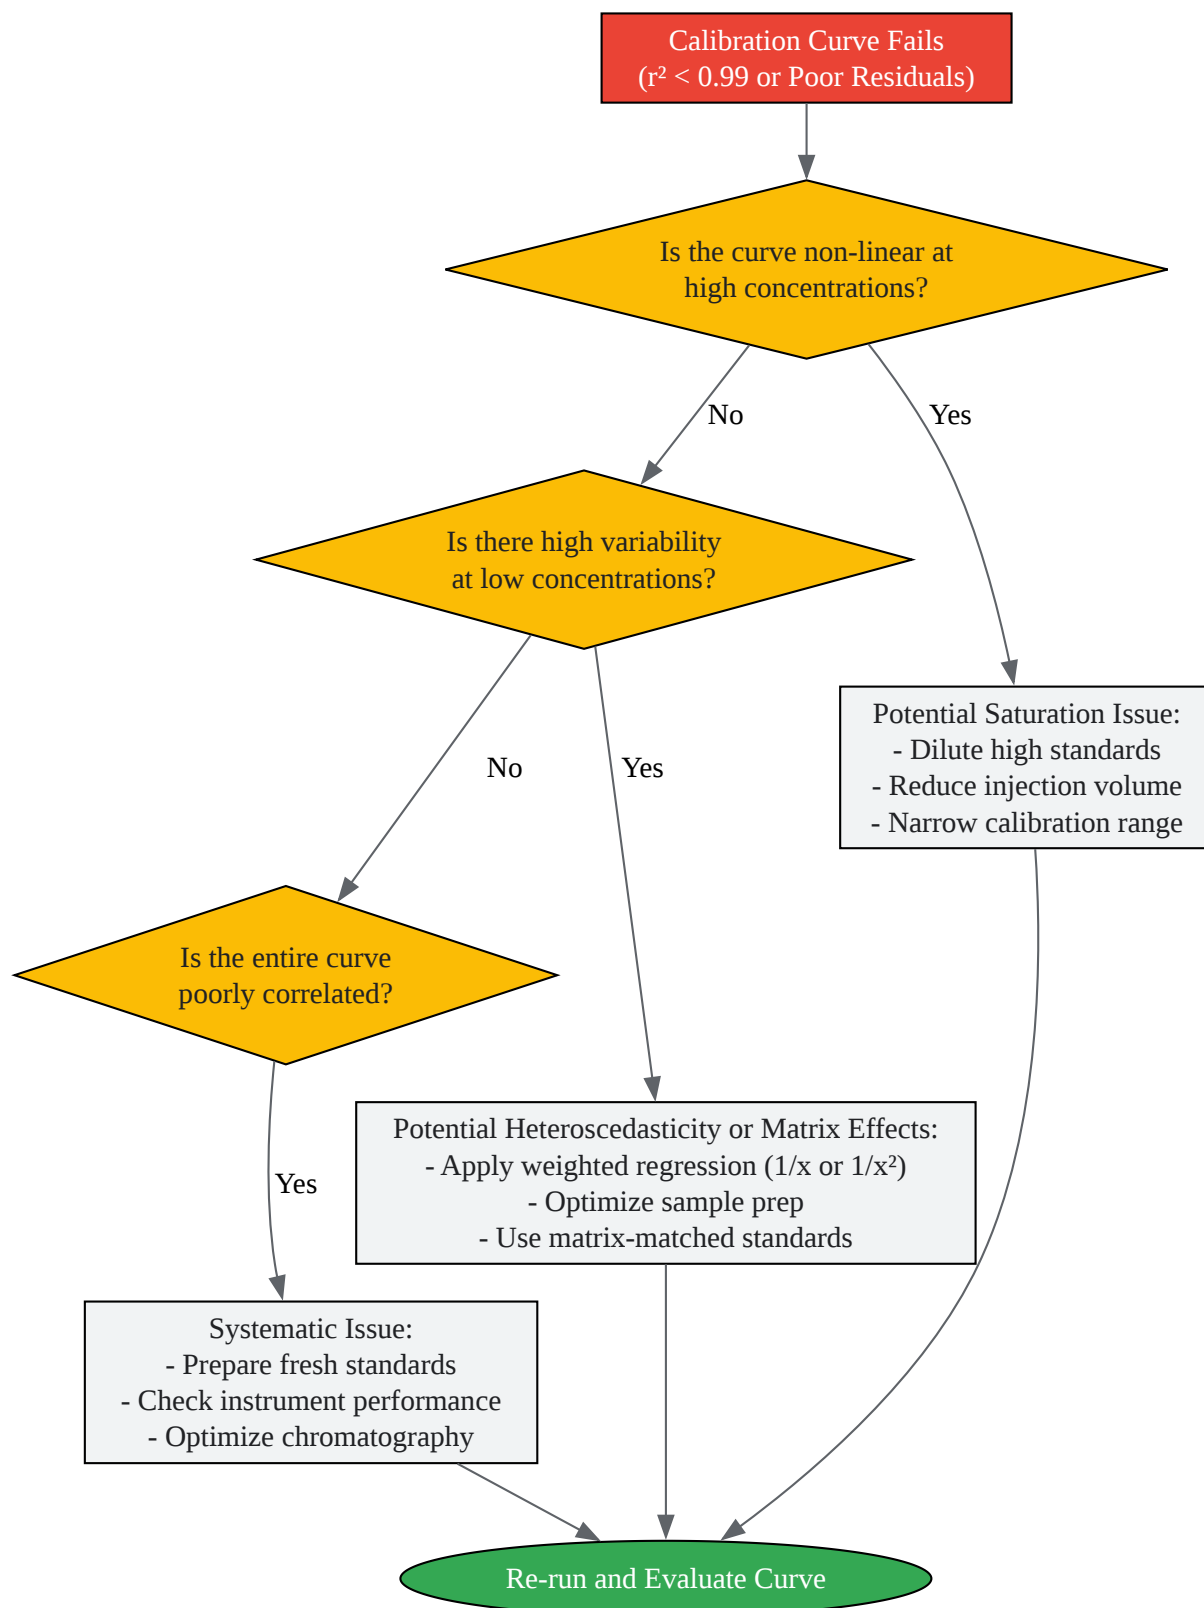 Calibration Curve Fails
(r² < 0.99 or Poor Residuals)
Is the curve non-linear at
high concentrations?
No
Yes
Is there high variability
at low concentrations?
Potential Saturation Issue:
- Dilute high standards
- Reduce injection volume
- Narrow calibration range
No
Yes
Is the entire curve
poorly correlated?
Potential Heteroscedasticity or Matrix Effects:
- Apply weighted regression (1/x or 1/x²)
- Optimize sample prep
- Use matrix-matched standards
Yes
Systematic Issue:
- Prepare fresh standards
- Check instrument performance
- Optimize chromatography
Re-run and Evaluate Curve